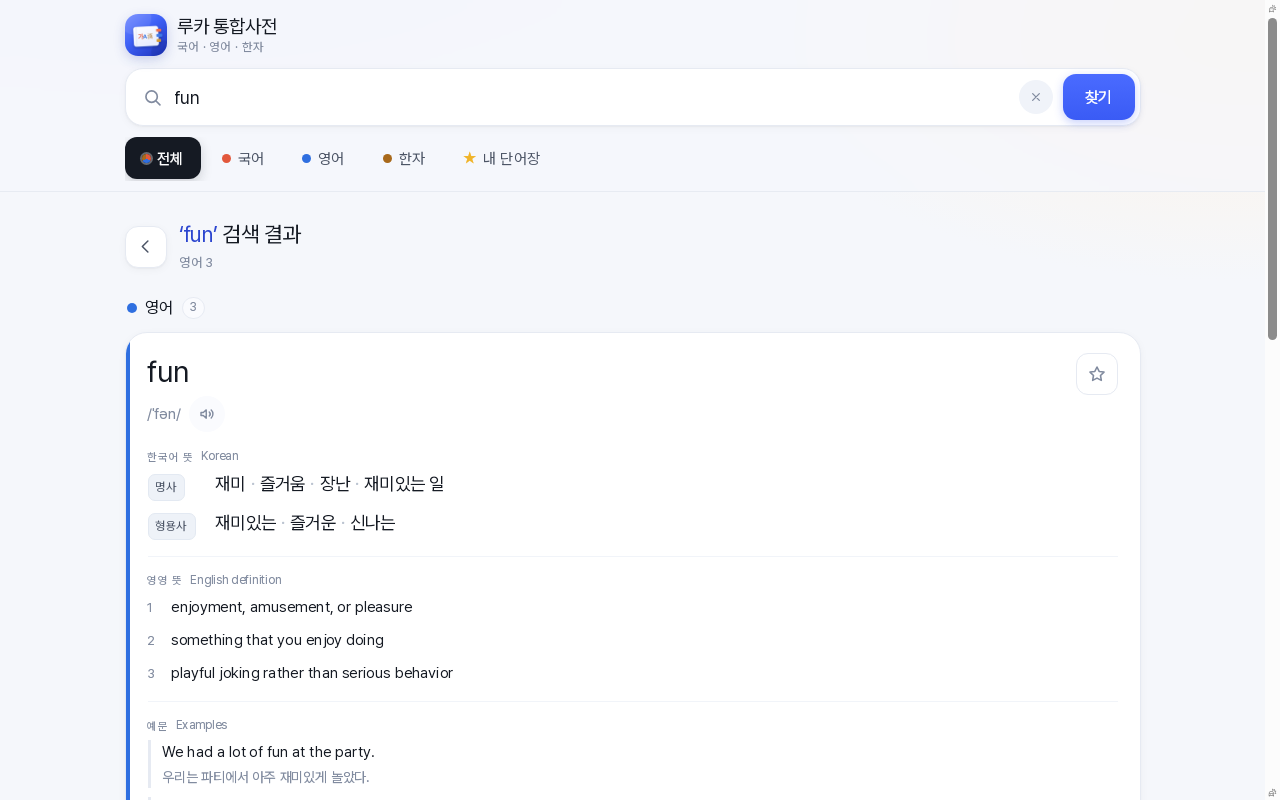 루카 통합사전
국어 · 영어 · 한자
fun
찾기
전체
국어
영어
한자
내 단어장
‘fun’ 검색 결과
영어 3
영어 3
fun
/ˈfən/
한국어 뜻 Korean
명사 재미 · 즐거움 · 장난 · 재미있는 일
형용사 재미있는 · 즐거운 · 신나는
영영 뜻 English definition
1 enjoyment, amusement, or pleasure
2 something that you enjoy doing
3 playful joking rather than serious behavior
예문 Examples
We had a lot of fun at the party.
우리는 파티에서 아주 재미있게 놀았다.